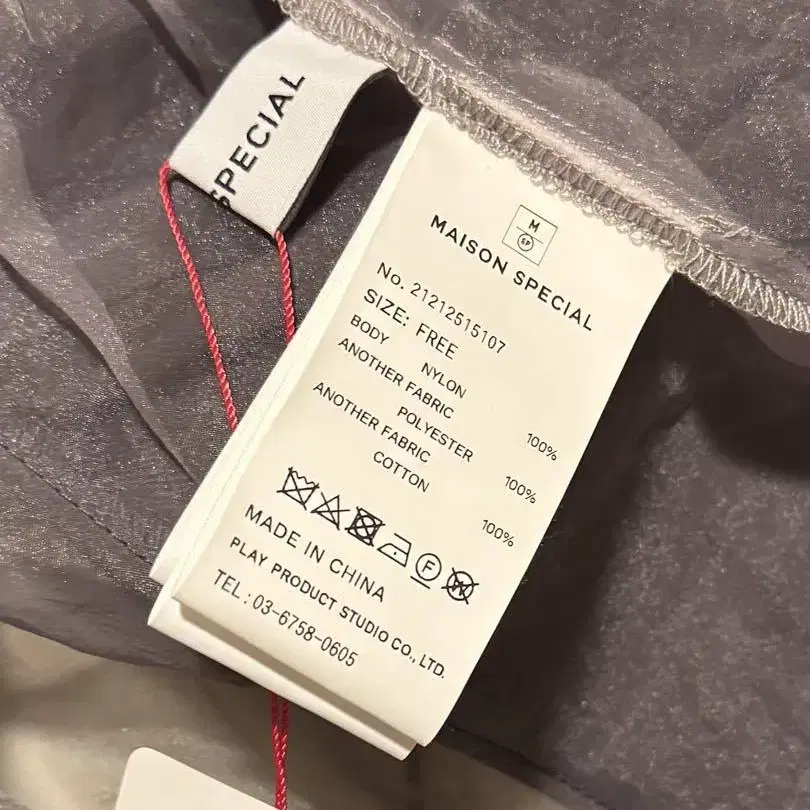 SPECIAL
M
SP
MAISON SPECIAL
No. 21212515107
SIZE: FREE
BODY
NYLON 100%
ANOTHER FABRIC
POLYESTER 100%
ANOTHER FABRIC
COTTON 100%
F
W
MADE IN CHINA
PLAY PRODUCT STUDIO CO., LTD.
TEL : 03-6758-0605